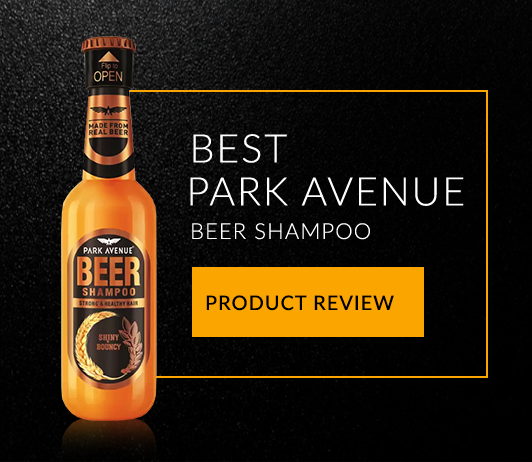 Flip to
OPEN
MADE FROM
REAL BEER
PARK AVENUE
BEER
SHAMPOO
STRONG & HEALTHY HAIR
SHINY
BOUNCY
BEST
PARK AVENUE
BEER SHAMPOO
PRODUCT REVIEW